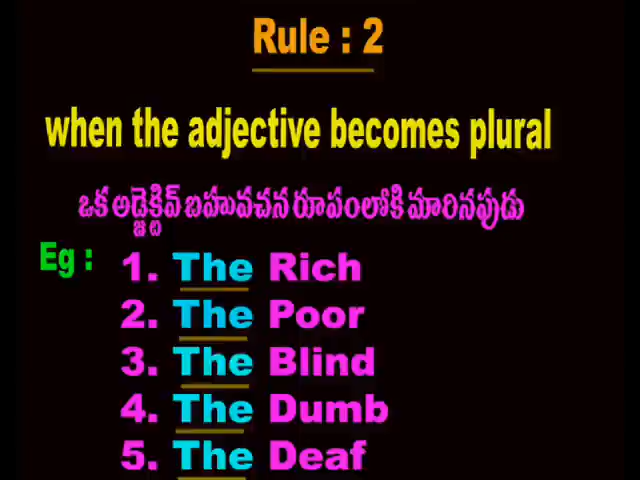 Rule : 2
when the adjective becomes plural
ఒక అడ్జెక్టివ్ బహువచన రూపంలోకి మారినపుడు
Eg :
1. The Rich
2. The Poor
3. The Blind
4. The Dumb
5. The Deaf